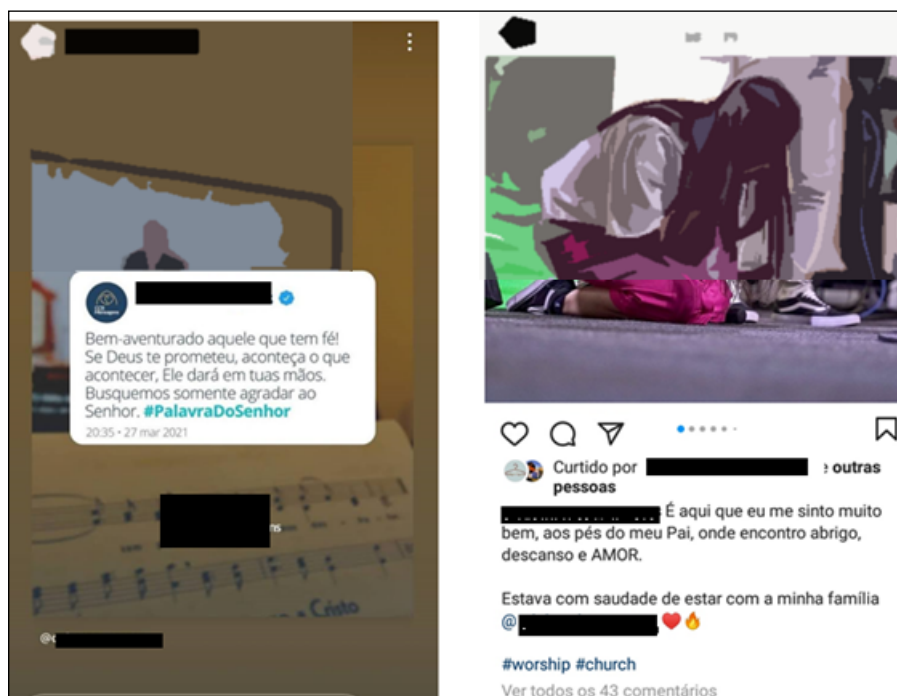 Bem-aventurado aquele que tem fé!
Se Deus te prometeu, aconteça o que
acontecer, Ele dará em tuas mãos.
Busquemos somente agradar ao
Senhor. #PalavraDoSenhor
20:35 • 27 mar 2021
Cristo
@
Curtido por e outras
pessoas
É aqui que eu me sinto muito
bem, aos pés do meu Pai, onde encontro abrigo,
descanso e AMOR.
Estava com saudade de estar com a minha família
@ ❤️🔥
#worship #church
Ver todos os 43 comentários